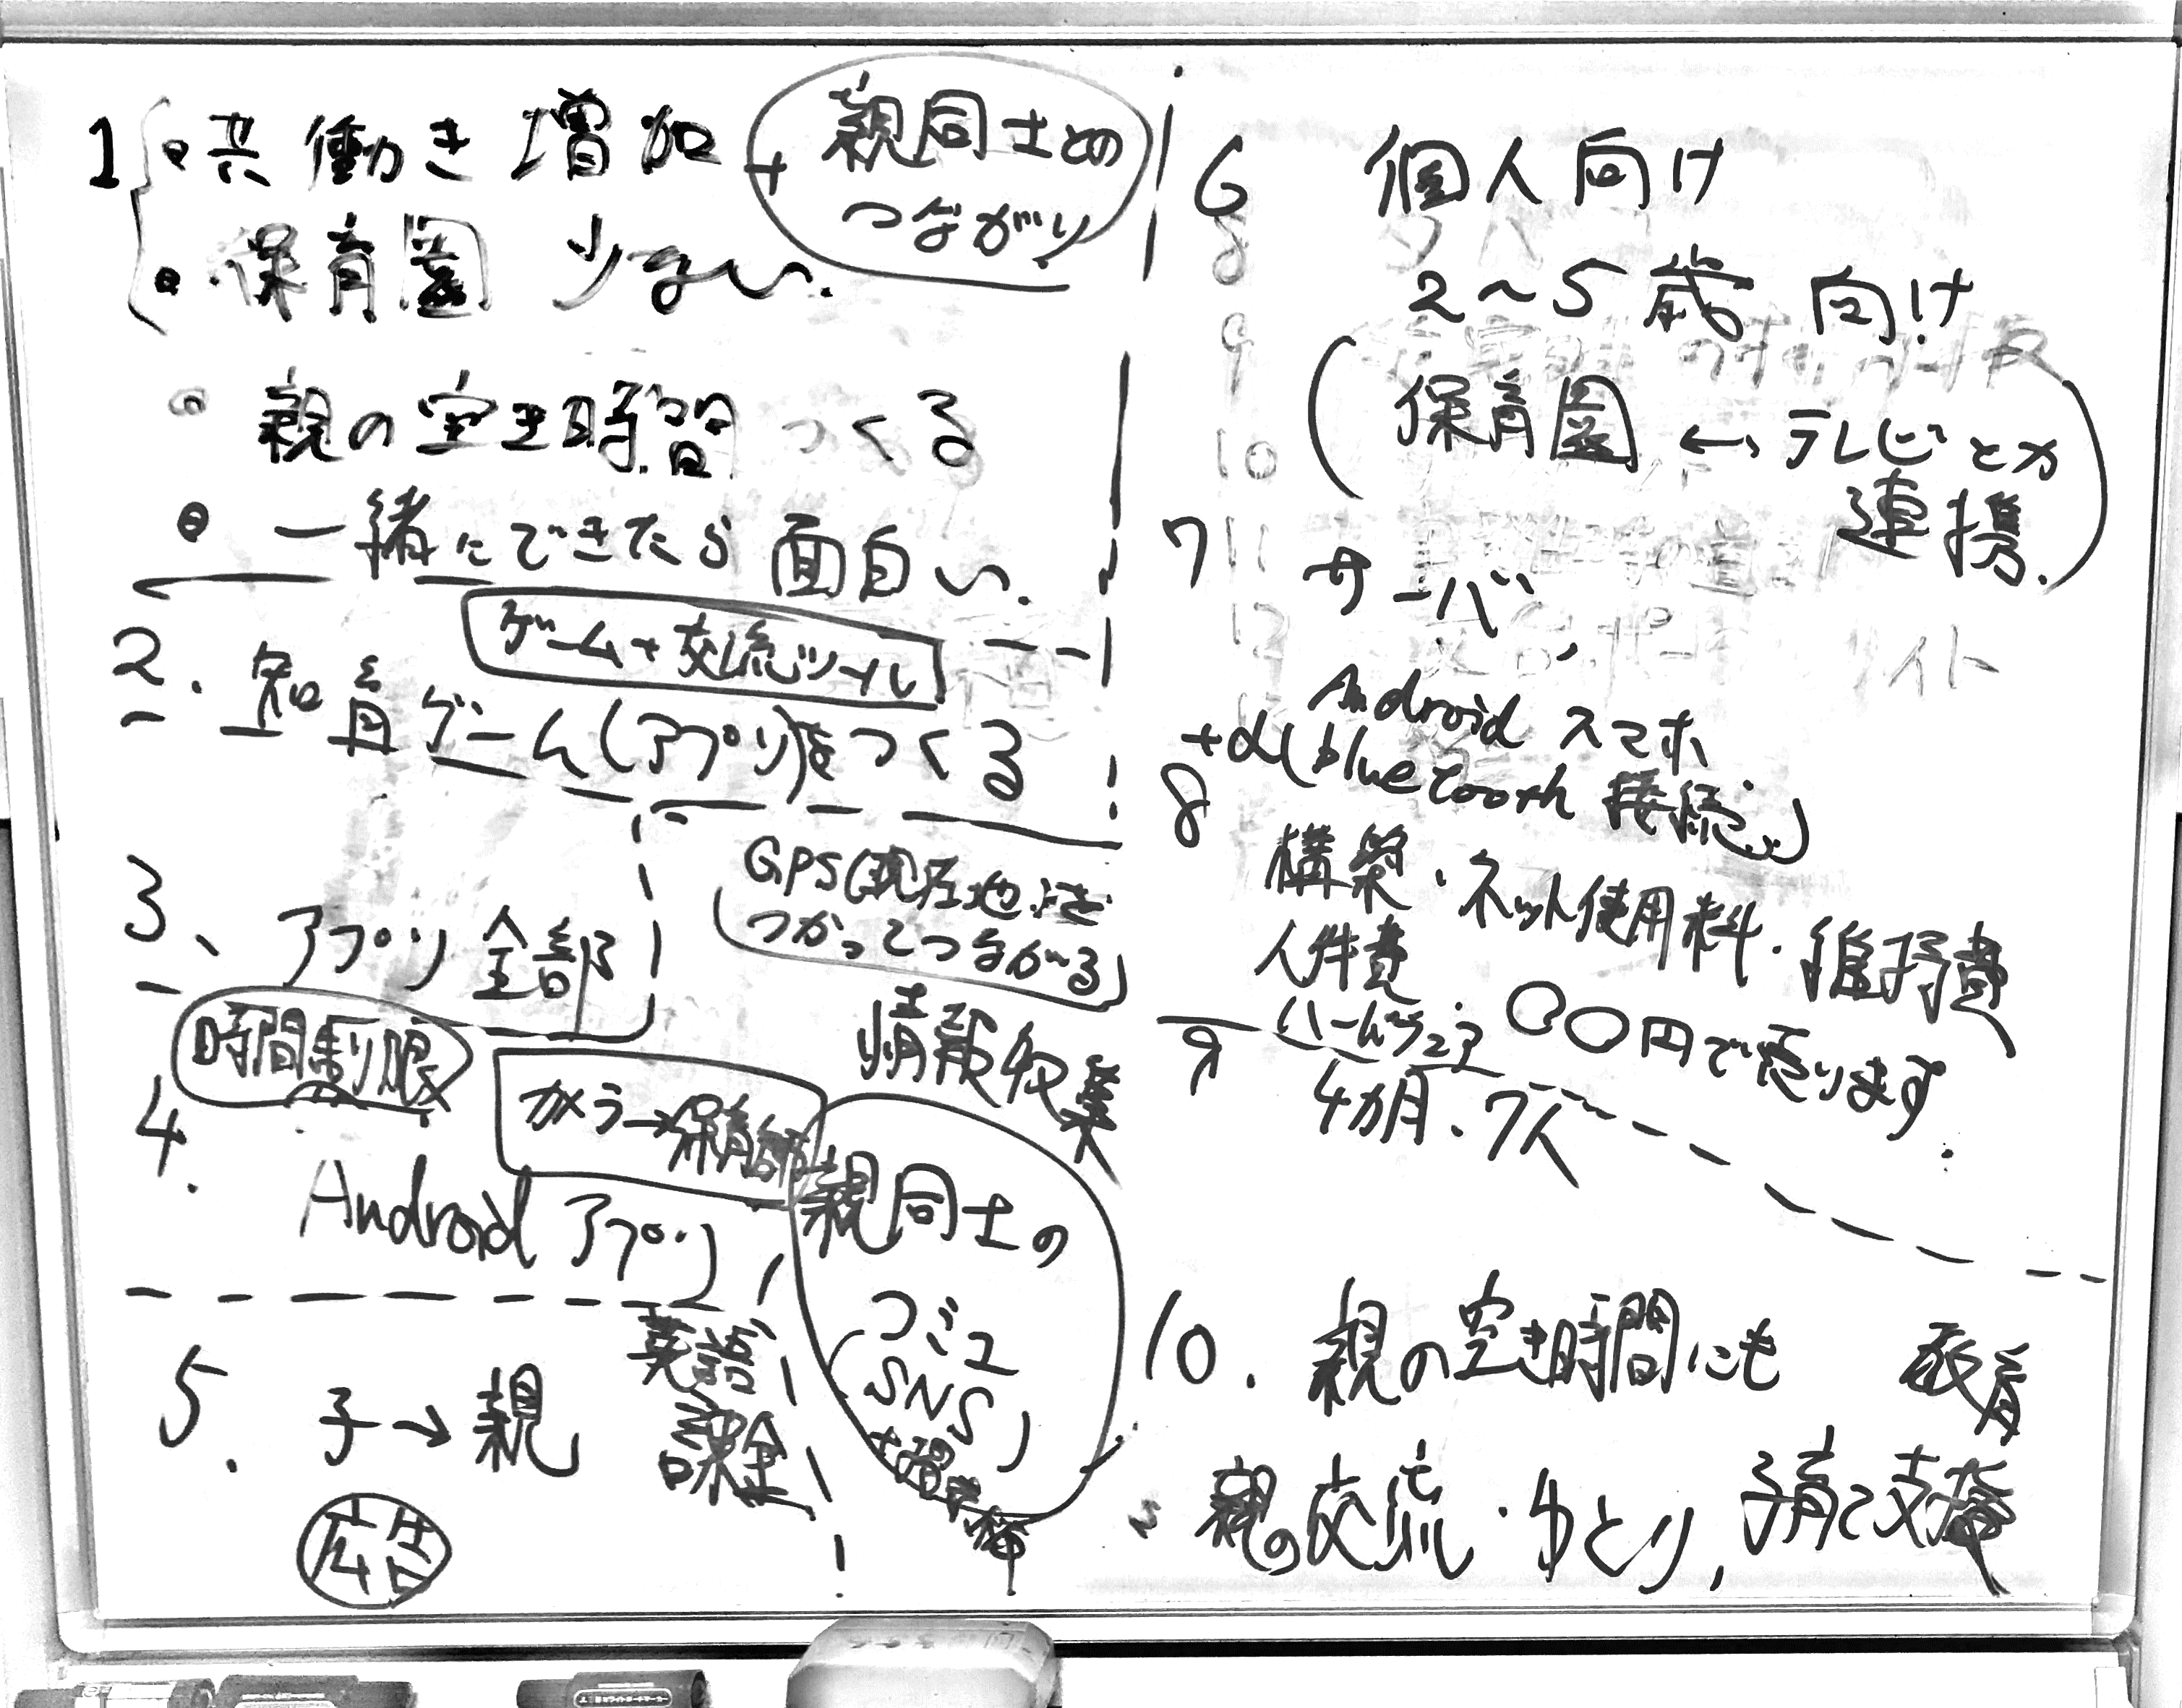 1 ・共働き増加 + 親同士との
つながり
・保育園 少ない.
・親の空き時間 つくる
・一緒にできたら面白い.
ゲーム+交流ツール
2. 知育ゲーム(アプリ)をつくる
GPS(現在地)を
つかってつながる
3、アプリ全部
時間制限
情報収集
カメラ→保育師
4. Android アプリ
親同士の
コミュ
(SNS)
5. 子→親
英語
課金
広告
6 個人向け
2〜5歳 向け
(保育園 ←→ テレビとか
連携.)
7 サーバ,
Android スマホ
+α(bluetooth 接続)
8 構築・ネット使用料・維持費
人件費
ハードウェア 〇〇円で売ります.
9 4カ月、7人
10. 親の空き時間にも
親の交流・ゆとり, 子育て支援